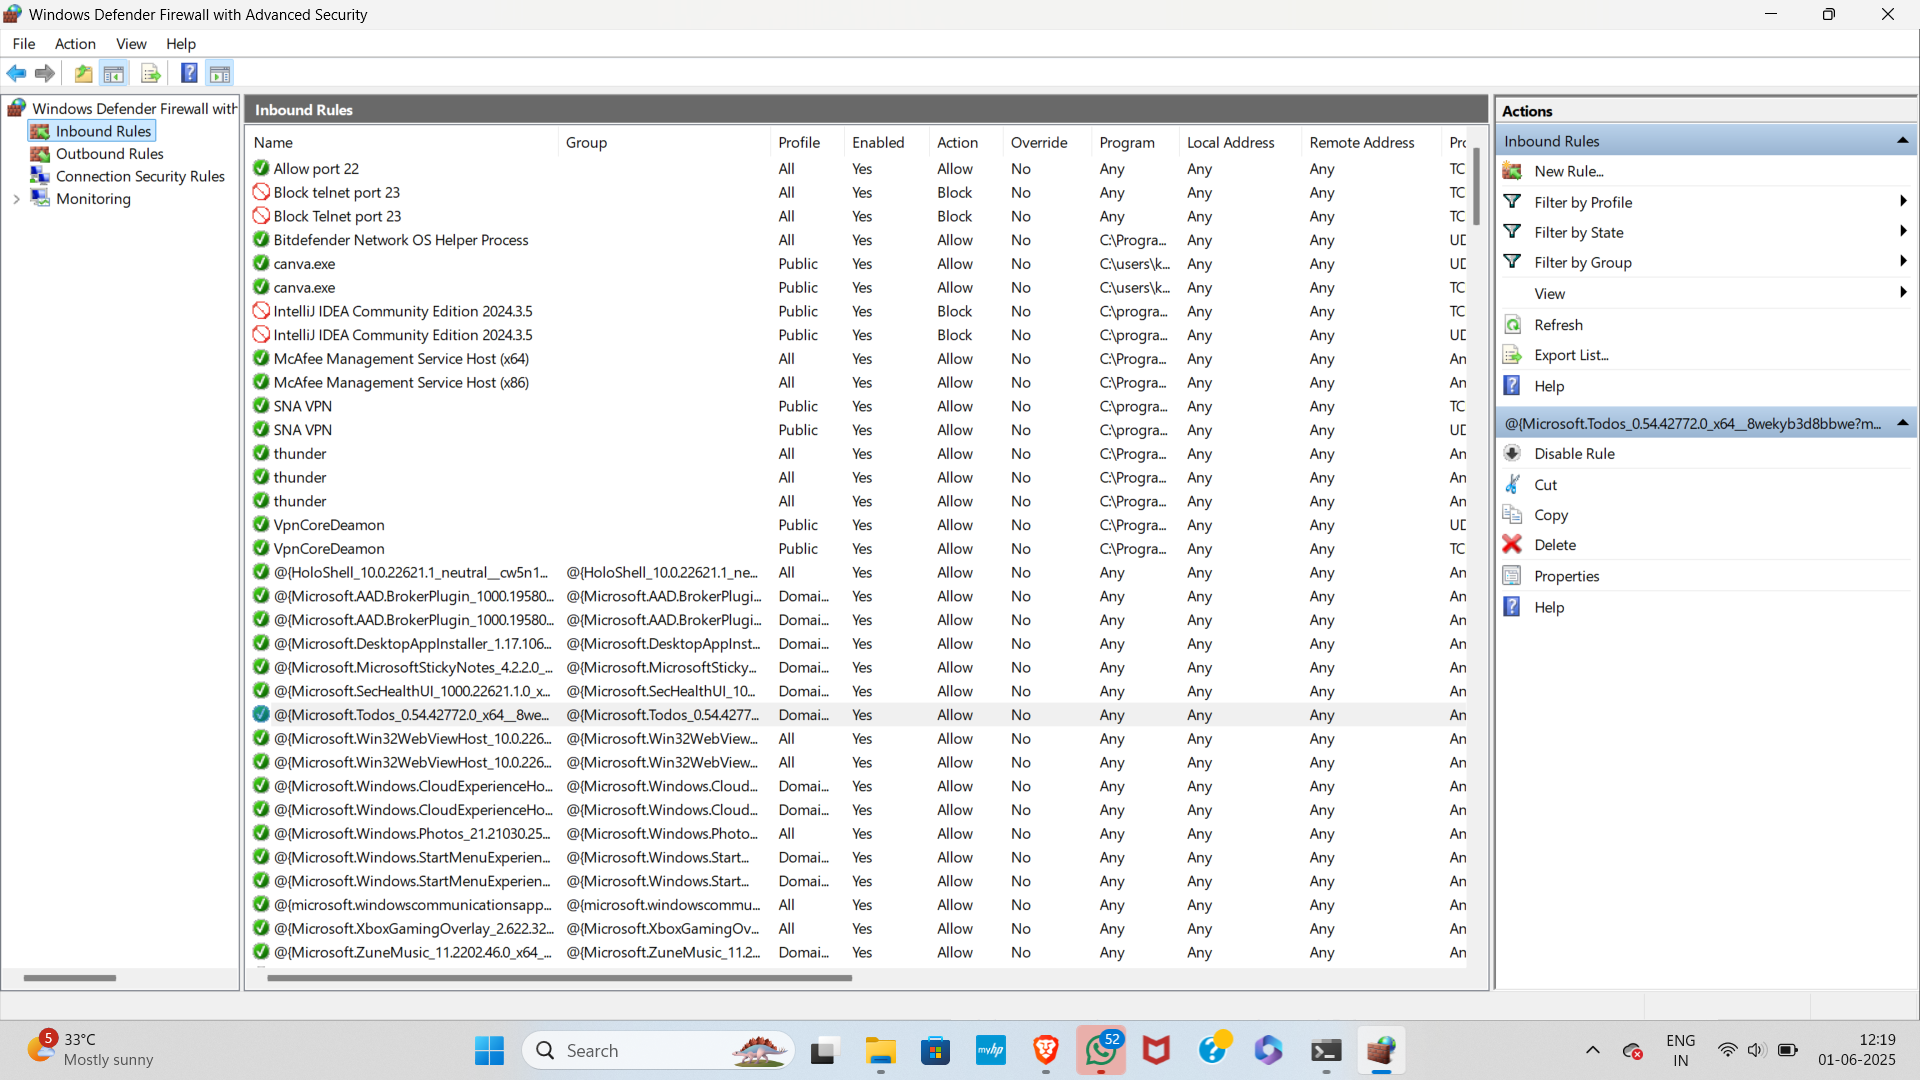 Windows Defender Firewall with Advanced Security
File Action View Help
Windows Defender Firewall with
Inbound Rules
Outbound Rules
Connection Security Rules
Monitoring
Inbound Rules
Name Group Profile Enabled Action Override Program Local Address Remote Address Prc
Allow port 22 All Yes Allow No Any Any Any TC
Block telnet port 23 All Yes Block No Any Any Any TC
Block Telnet port 23 All Yes Block No Any Any Any TC
Bitdefender Network OS Helper Process All Yes Allow No C:\Progra... Any Any UD
canva.exe Public Yes Allow No C:\users\k... Any Any UD
canva.exe Public Yes Allow No C:\users\k... Any Any TC
IntelliJ IDEA Community Edition 2024.3.5 Public Yes Block No C:\progra... Any Any TC
IntelliJ IDEA Community Edition 2024.3.5 Public Yes Block No C:\progra... Any Any UD
McAfee Management Service Host (x64) All Yes Allow No C:\Progra... Any Any An
McAfee Management Service Host (x86) All Yes Allow No C:\Progra... Any Any An
SNA VPN Public Yes Allow No C:\progra... Any Any TC
SNA VPN Public Yes Allow No C:\progra... Any Any UD
thunder All Yes Allow No C:\Progra... Any Any An
thunder All Yes Allow No C:\Progra... Any Any An
thunder All Yes Allow No C:\Progra... Any Any An
VpnCoreDeamon Public Yes Allow No C:\Progra... Any Any UD
VpnCoreDeamon Public Yes Allow No C:\Progra... Any Any TC
@{HoloShell_10.0.22621.1_neutral__cw5n1... @{HoloShell_10.0.22621.1_ne... All Yes Allow No Any Any Any An
@{Microsoft.AAD.BrokerPlugin_1000.19580... @{Microsoft.AAD.BrokerPlugi... Domai... Yes Allow No Any Any Any An
@{Microsoft.AAD.BrokerPlugin_1000.19580... @{Microsoft.AAD.BrokerPlugi... Domai... Yes Allow No Any Any Any An
@{Microsoft.DesktopAppInstaller_1.17.106... @{Microsoft.DesktopAppInst... Domai... Yes Allow No Any Any Any An
@{Microsoft.MicrosoftStickyNotes_4.2.2.0_... @{Microsoft.MicrosoftSticky... Domai... Yes Allow No Any Any Any An
@{Microsoft.SecHealthUI_1000.22621.1.0_x... @{Microsoft.SecHealthUI_10... Domai... Yes Allow No Any Any Any An
@{Microsoft.Todos_0.54.42772.0_x64__8we... @{Microsoft.Todos_0.54.4277... Domai... Yes Allow No Any Any Any An
@{Microsoft.Win32WebViewHost_10.0.226... @{Microsoft.Win32WebView... All Yes Allow No Any Any Any An
@{Microsoft.Win32WebViewHost_10.0.226... @{Microsoft.Win32WebView... All Yes Allow No Any Any Any An
@{Microsoft.Windows.CloudExperienceHo... @{Microsoft.Windows.Cloud... Domai... Yes Allow No Any Any Any An
@{Microsoft.Windows.CloudExperienceHo... @{Microsoft.Windows.Cloud... Domai... Yes Allow No Any Any Any An
@{Microsoft.Windows.Photos_21.21030.25... @{Microsoft.Windows.Photo... All Yes Allow No Any Any Any An
@{Microsoft.Windows.StartMenuExperien... @{Microsoft.Windows.Start... Domai... Yes Allow No Any Any Any An
@{Microsoft.Windows.StartMenuExperien... @{Microsoft.Windows.Start... Domai... Yes Allow No Any Any Any An
@{microsoft.windowscommunicationsapp... @{microsoft.windowscommu... All Yes Allow No Any Any Any An
@{Microsoft.XboxGamingOverlay_2.622.32... @{Microsoft.XboxGamingOv... All Yes Allow No Any Any Any An
@{Microsoft.ZuneMusic_11.2202.46.0_x64_... @{Microsoft.ZuneMusic_11.2... Domai... Yes Allow No Any Any Any An
Actions
Inbound Rules
New Rule...
Filter by Profile
Filter by State
Filter by Group
View
Refresh
Export List...
Help
@{Microsoft.Todos_0.54.42772.0_x64__8wekyb3d8bbwe?m...
Disable Rule
Cut
Copy
Delete
Properties
Help
5
33°C
Mostly sunny
Search
myhp
52
ENG
IN
12:19
01-06-2025